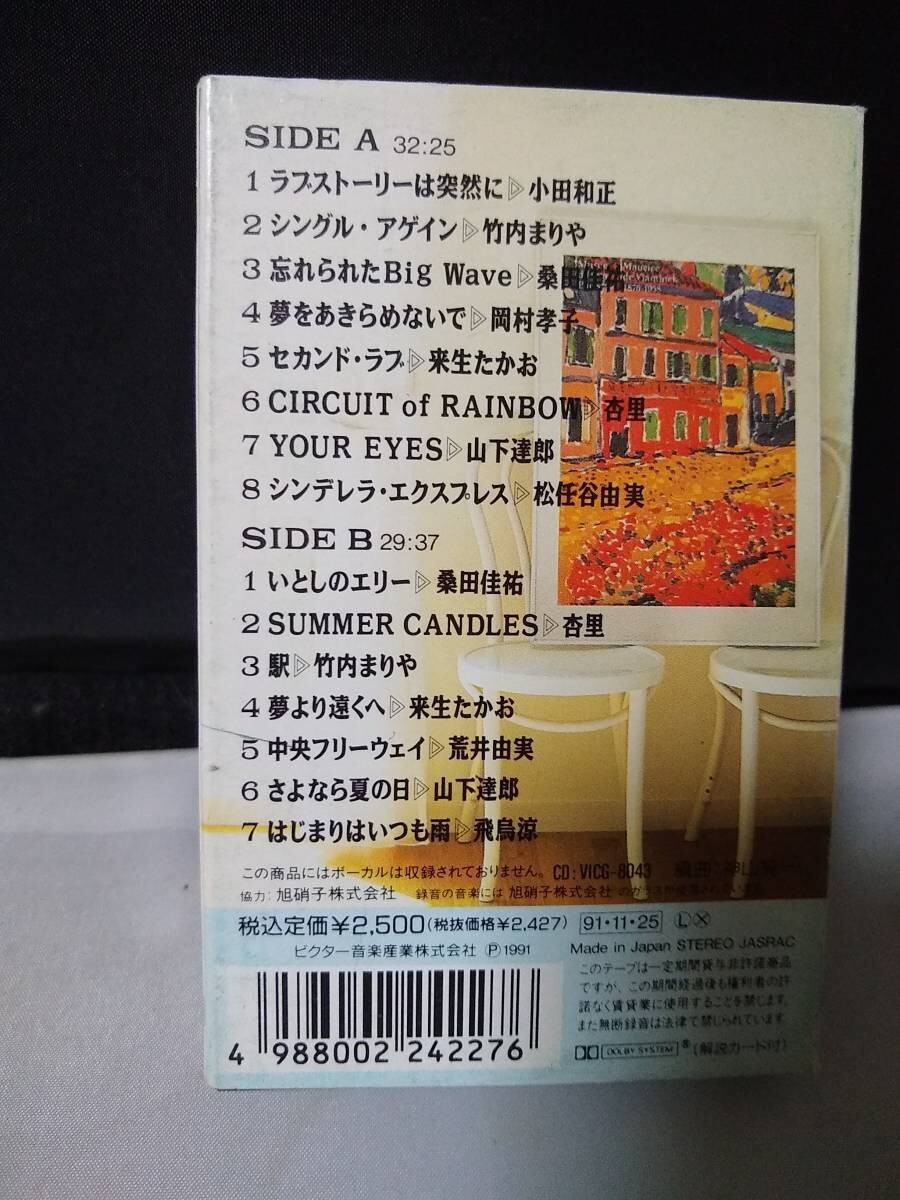 SIDE A 32:25
1 ラブストーリーは突然に▷小田和正
2 シングル・アゲイン▷竹内まりや
3 忘れられたBig Wave▷桑田佳祐
4 夢をあきらめないで▷岡村孝子
5 セカンド・ラブ▷来生たかお
6 CIRCUIT of RAINBOW▷杏里
7 YOUR EYES▷山下達郎
8 シンデレラ・エクスプレス▷松任谷由実
SIDE B 29:37
1 いとしのエリー▷桑田佳祐
2 SUMMER CANDLES▷杏里
3 駅▷竹内まりや
4 夢より遠くへ▷来生たかお
5 中央フリーウェイ▷荒井由実
6 さよなら夏の日▷山下達郎
7 はじまりはいつも雨▷飛鳥涼
この商品にはボーカルは収録されておりません。 CD:VICG-8043 編曲:
協力:旭硝子株式会社 録音の音楽には 旭硝子株式会社 のガラスが使用されています
税込定価¥2,500(税抜価格¥2,427) 91・11・25 Ⓛ Ⓧ
ビクター音楽産業株式会社 Ⓟ1991
Made in Japan STEREO JASRAC
このテープは一定期間貸与非許諾商品
ですが、この期間経過後も権利者の許
諾なく賃貸業に使用することを禁じます。
また無断録音は法律で禁じられています。
DOLBY SYSTEM ® (解説カード付)
4 988002 242276